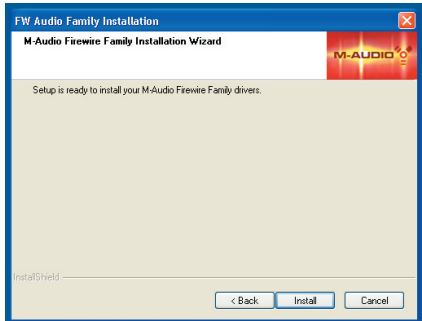 FW Audio Family Installation
M-Audio Firewire Family Installation Wizard
M-AUDIO
Setup is ready to install your M-Audio Firewire Family drivers.
InstallShield
< Back Install Cancel